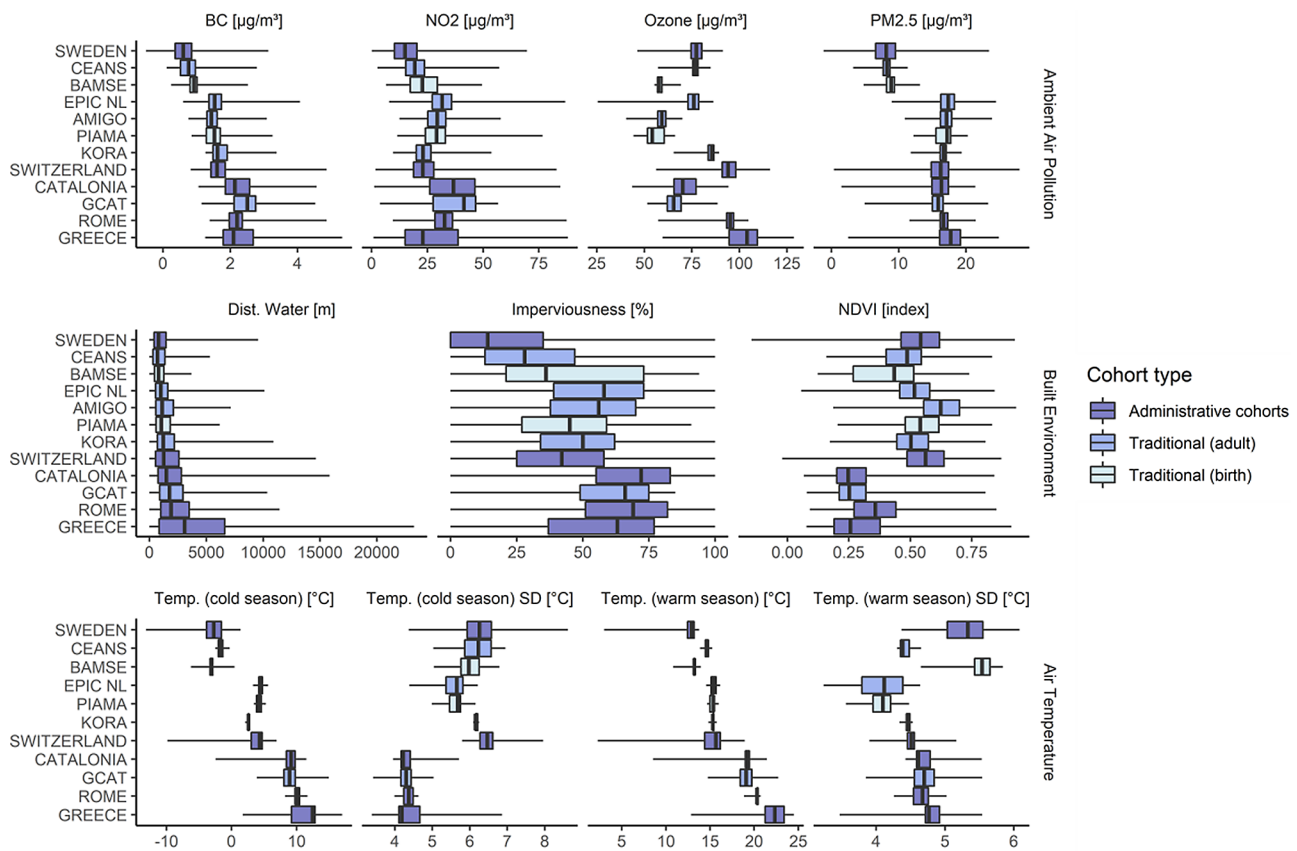 BC [µg/m³] NO2 [µg/m³] Ozone [µg/m³] PM2.5 [µg/m³]
SWEDEN
CEANS
BAMSE
EPIC NL
AMIGO
PIAMA
KORA
SWITZERLAND
CATALONIA
GCAT
ROME
GREECE
Ambient Air Pollution
0 2 4 0 25 50 75 25 50 75 100 125 0 10 20
Dist. Water [m] Imperviousness [%] NDVI [index]
SWEDEN
CEANS
BAMSE
EPIC NL
AMIGO
PIAMA
KORA
SWITZERLAND
CATALONIA
GCAT
ROME
GREECE
Built Environment
0 5000 10000 15000 20000 0 25 50 75 100 0.00 0.25 0.50 0.75
Cohort type
Administrative cohorts
Traditional (adult)
Traditional (birth)
Temp. (cold season) [°C] Temp. (cold season) SD [°C] Temp. (warm season) [°C] Temp. (warm season) SD [°C]
SWEDEN
CEANS
BAMSE
EPIC NL
PIAMA
KORA
SWITZERLAND
CATALONIA
GCAT
ROME
GREECE
Air Temperature
-10 0 10 4 5 6 7 8 5 10 15 20 25 4 5 6